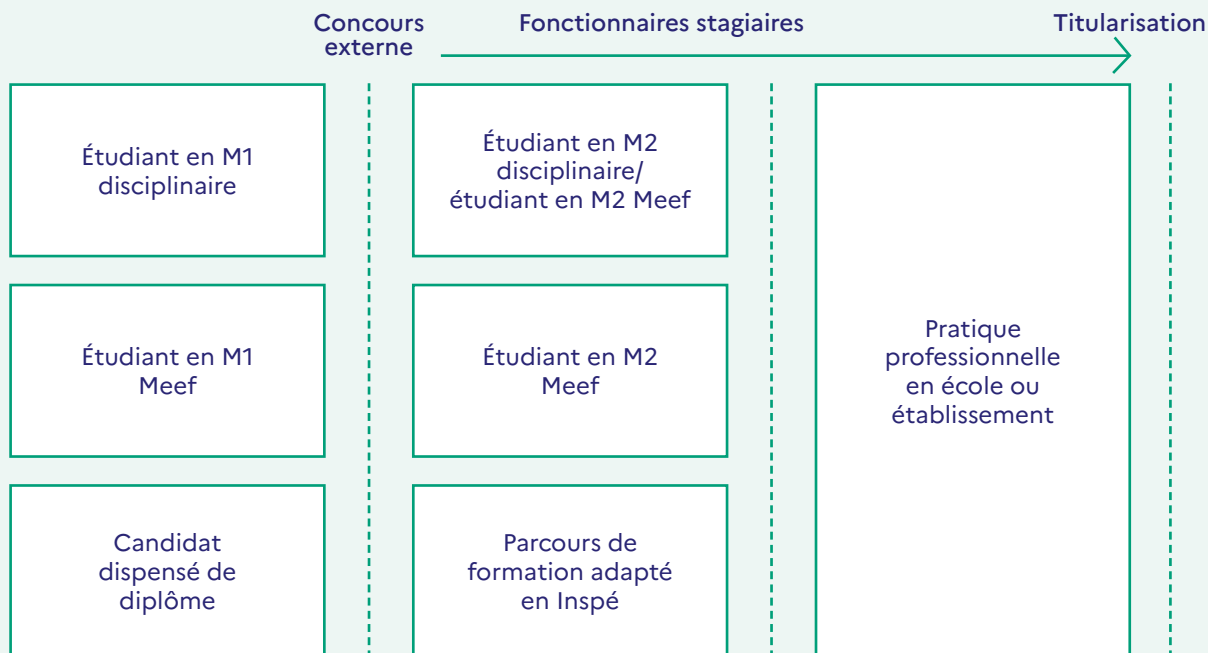 Concours
externe
Fonctionnaires stagiaires
Titularisation
Étudiant en M1
disciplinaire
Étudiant en M2
disciplinaire/
étudiant en M2 Meef
Étudiant en M1
Meef
Étudiant en M2
Meef
Pratique
professionnelle
en école ou
établissement
Candidat
dispensé de
diplôme
Parcours de
formation adapté
en Inspé